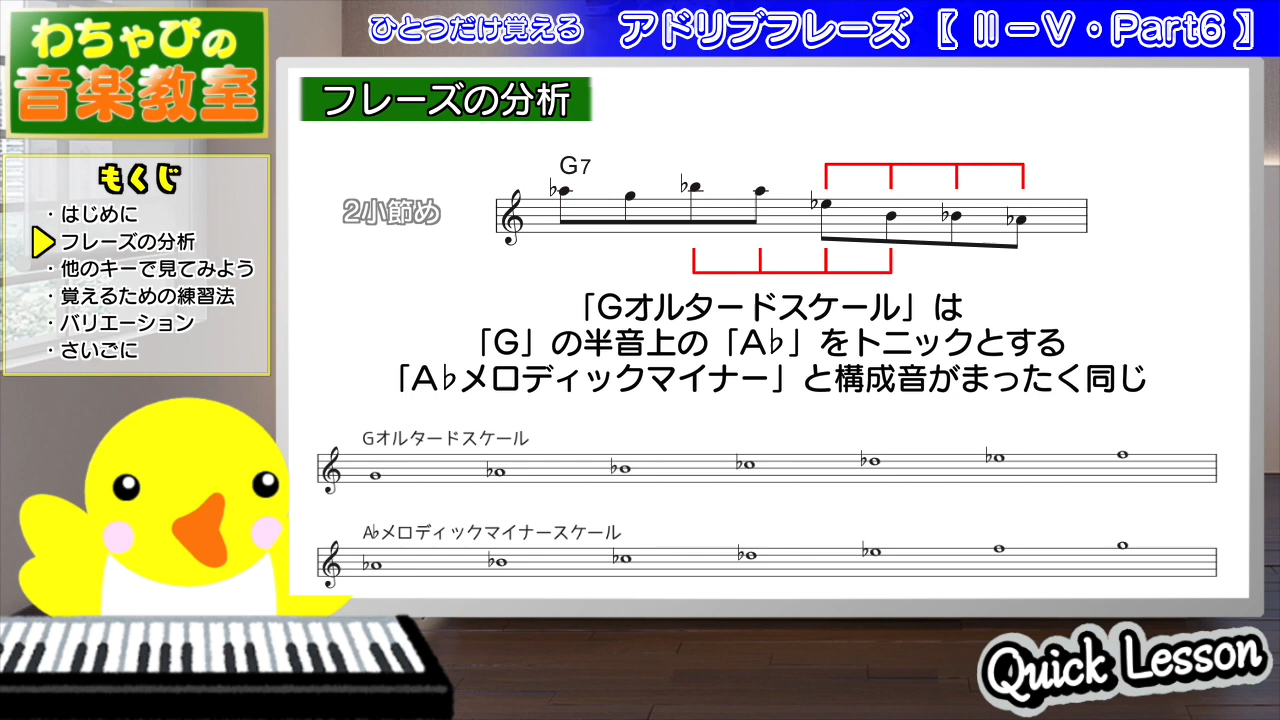 わちゃぴの
音楽教室
ひとつだけ覚える アドリブフレーズ 【 Ⅱ－Ⅴ・Part6 】
もくじ
・はじめに
・フレーズの分析
・他のキーで見てみよう
・覚えるための練習法
・バリエーション
・さいごに
フレーズの分析
G7
2小節め
「Gオルタードスケール」は
「G」の半音上の「A♭」をトニックとする
「A♭メロディックマイナー」と構成音がまったく同じ
Gオルタードスケール
A♭メロディックマイナースケール
Quick Lesson